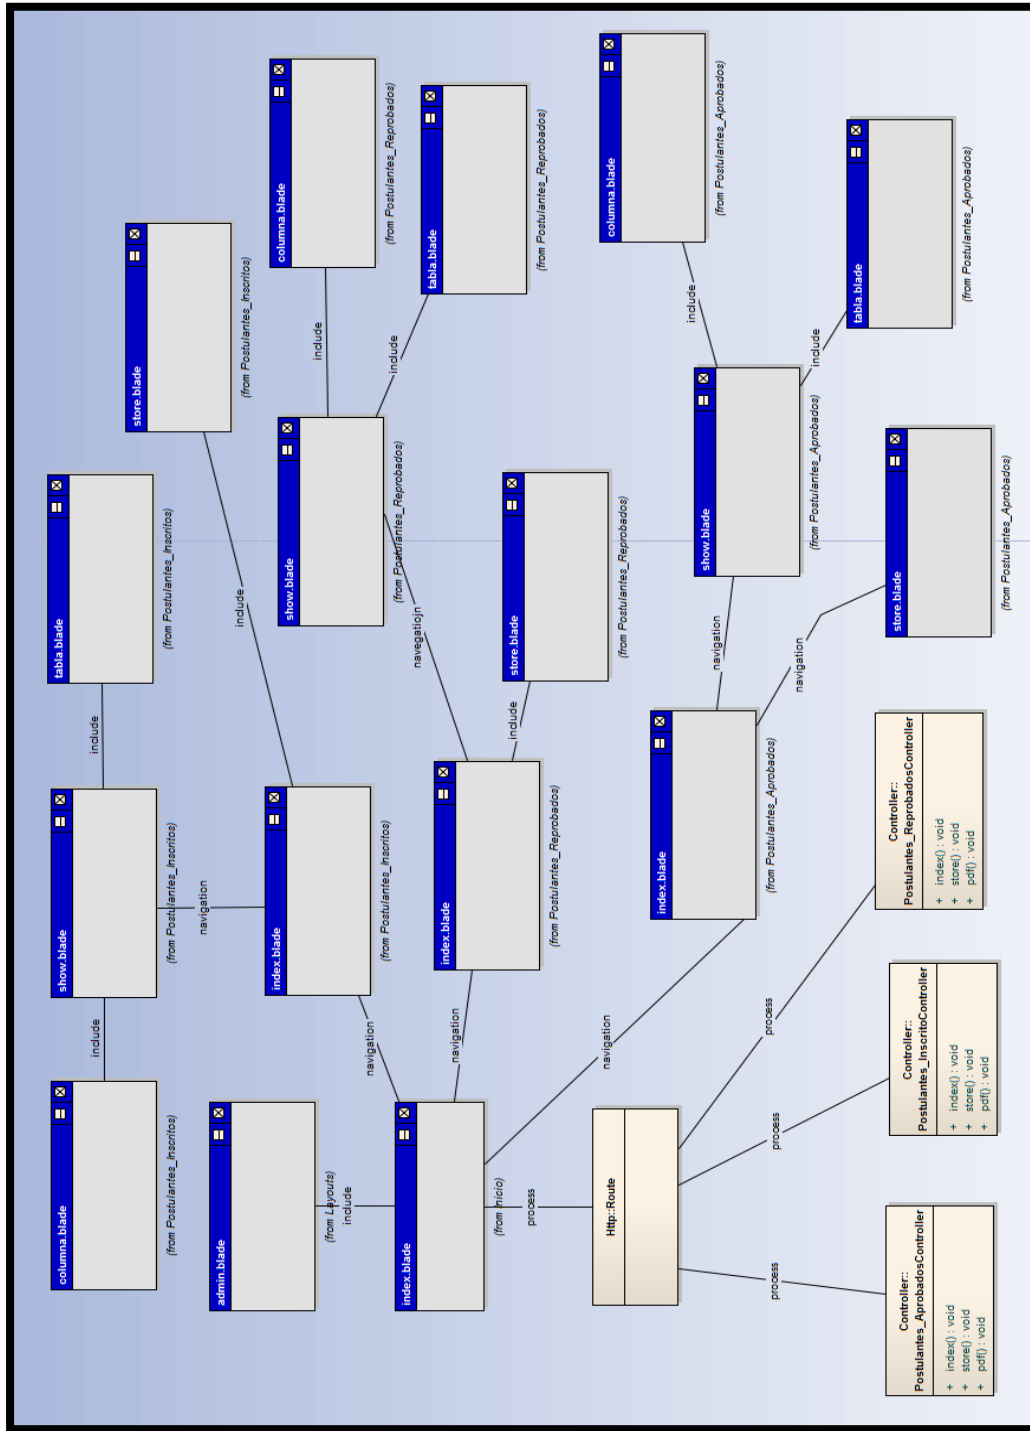 columna.blade
(from Postulantes_Inscritos)
include
show.blade
(from Postulantes_Inscritos)
include
tabla.blade
(from Postulantes_Inscritos)
navigation
store.blade
(from Postulantes_Inscritos)
include
admin.blade
(from Layouts)
include
index.blade
(from Postulantes_Inscritos)
navigation
show.blade
(from Postulantes_Reprobados)
include
columna.blade
(from Postulantes_Reprobados)
include
tabla.blade
(from Postulantes_Reprobados)
navegatiojn
index.blade
(from Inicio)
navigation
index.blade
(from Postulantes_Reprobados)
include
store.blade
(from Postulantes_Reprobados)
process
navigation
Http::Route
index.blade
(from Postulantes_Aprobados)
navigation
show.blade
(from Postulantes_Aprobados)
include
columna.blade
(from Postulantes_Aprobados)
include
tabla.blade
(from Postulantes_Aprobados)
navigation
store.blade
(from Postulantes_Aprobados)
process
process
process
Controller::
Postulantes_AprobadosController
+ index() : void
+ store() : void
+ pdf() : void
Controller::
Postulantes_InscritoController
+ index() : void
+ store() : void
+ pdf() : void
Controller::
Postulantes_ReprobadosController
+ index() : void
+ store() : void
+ pdf() : void